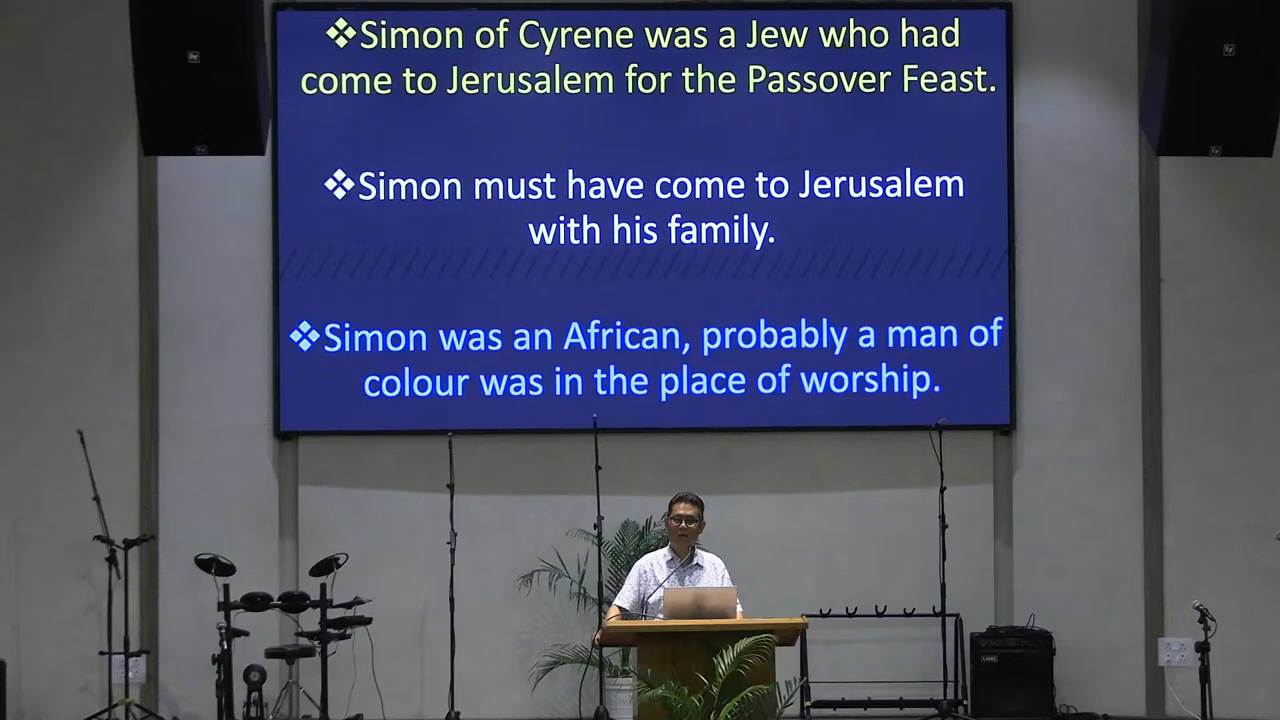 ❖Simon of Cyrene was a Jew who had
come to Jerusalem for the Passover Feast.
❖Simon must have come to Jerusalem
with his family.
❖Simon was an African, probably a man of
colour was in the place of worship.
Laney